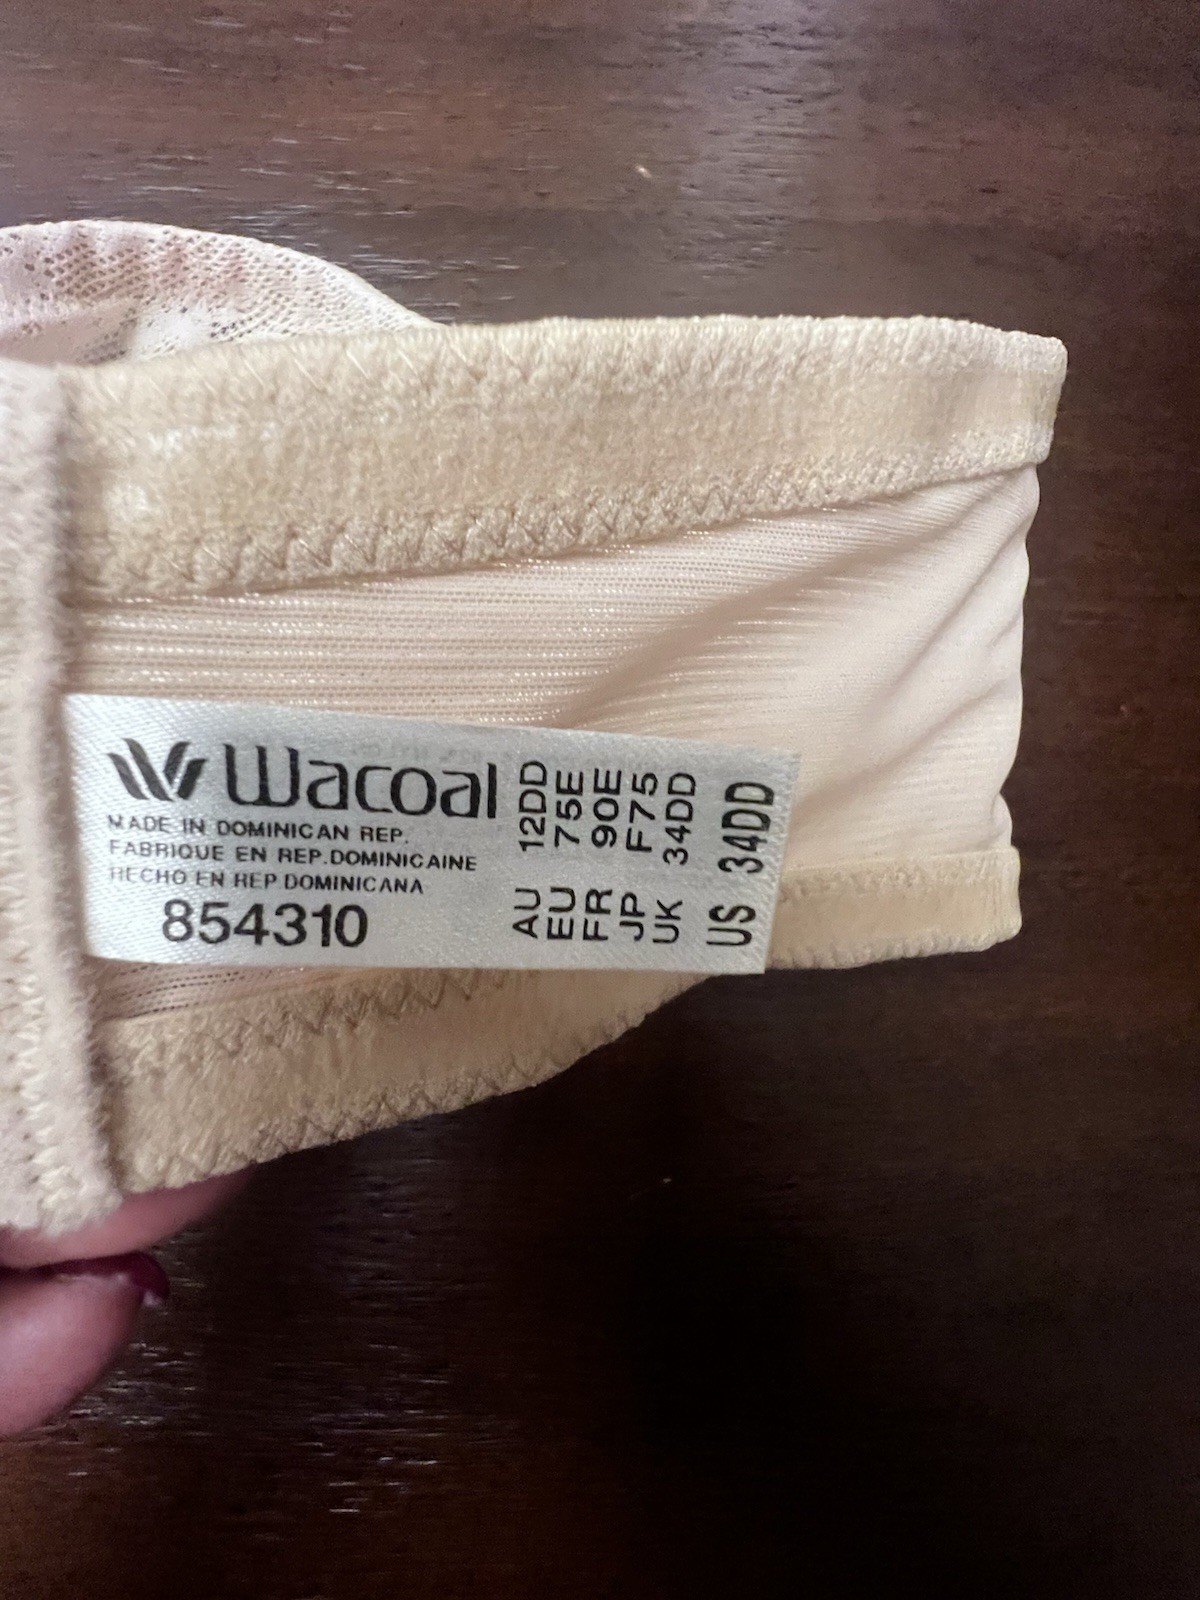 Wacoal
MADE IN DOMINICAN REP.
FABRIQUE EN REP.DOMINICAINE
HECHO EN REP.DOMINICANA
854310
AU 12DD
EU 75E
FR 90E
JP F75
UK 34DD
US 34DD